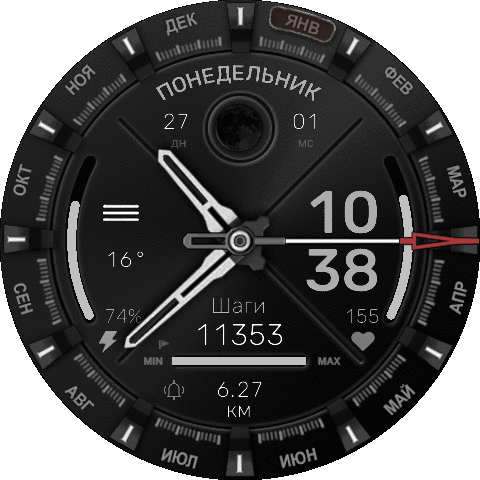 ЯНВ
ФЕВ
МАР
АПР
МАЙ
ИЮН
ИЮЛ
АВГ
СЕН
ОКТ
НОЯ
ДЕК
ПОНЕДЕЛЬНИК
27 01
ДН МС
10
38
16°
74%
155
Шаги
11353
MIN MAX
6.27
КМ